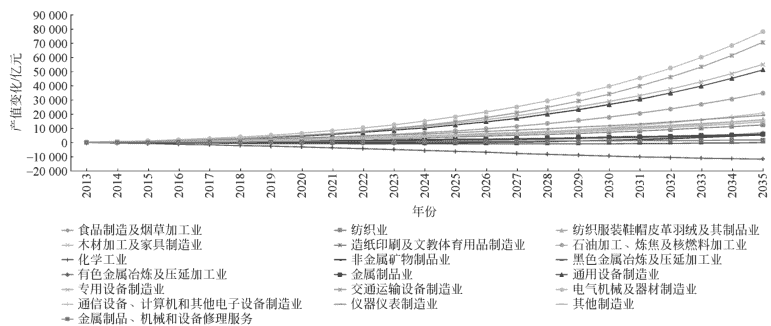 产值变化/亿元
90 000
80 000
70 000
60 000
50 000
40 000
30 000
20 000
10 000
0
−10 000
−20 000
2013 2014 2015 2016 2017 2018 2019 2020 2021 2022 2023 2024 2025 2026 2027 2028 2029 2030 2031 2032 2033 2034 2035
年份
食品制造及烟草加工业 纺织业 纺织服装鞋帽皮革羽绒及其制品业
木材加工及家具制造业 造纸印刷及文教体育用品制造业 石油加工、炼焦及核燃料加工业
化学工业 非金属矿物制品业 黑色金属冶炼及压延加工业
有色金属冶炼及压延加工业 金属制品业 通用设备制造业
专用设备制造业 交通运输设备制造业 电气机械及器材制造业
通信设备、计算机和其他电子设备制造业 仪器仪表制造业 其他制造业
金属制品、机械和设备修理服务